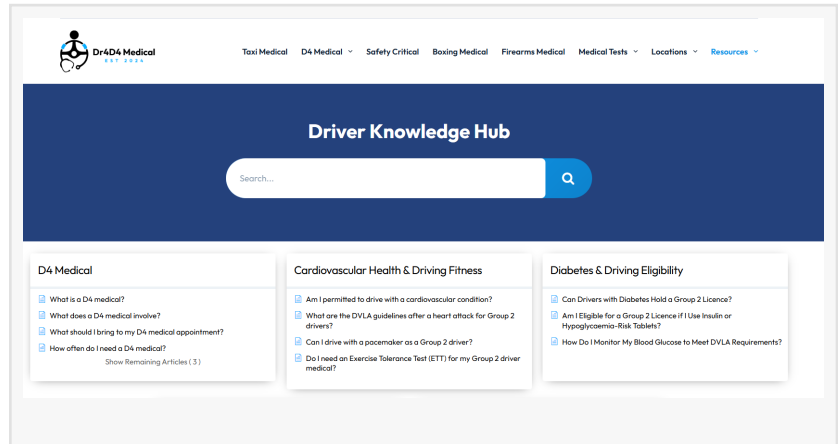 Dr4D4 Medical
EST 2024
Taxi Medical D4 Medical Safety Critical Boxing Medical Firearms Medical Medical Tests Locations Resources
Driver Knowledge Hub
Search...
D4 Medical
What is a D4 medical?
What does a D4 medical involve?
What should I bring to my D4 medical appointment?
How often do I need a D4 medical?
Show Remaining Articles ( 3 )
Cardiovascular Health & Driving Fitness
Am I permitted to drive with a cardiovascular condition?
What are the DVLA guidelines after a heart attack for Group 2
drivers?
Can I drive with a pacemaker as a Group 2 driver?
Do I need an Exercise Tolerance Test (ETT) for my Group 2 driver
medical?
Diabetes & Driving Eligibility
Can Drivers with Diabetes Hold a Group 2 Licence?
Am I Eligible for a Group 2 Licence if I Use Insulin or
Hypoglycaemia-Risk Tablets?
How Do I Monitor My Blood Glucose to Meet DVLA Requirements?